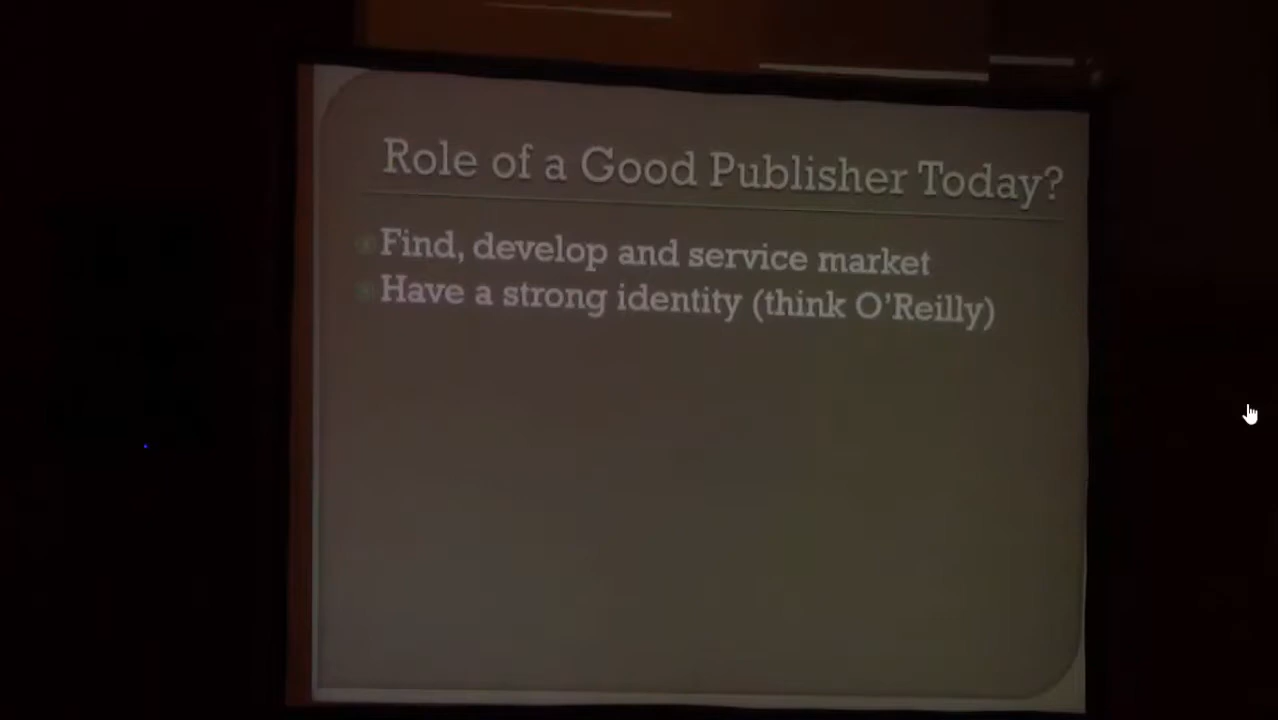 Role of a Good Publisher Today?
Find, develop and service market
Have a strong identity (think O'Reilly)